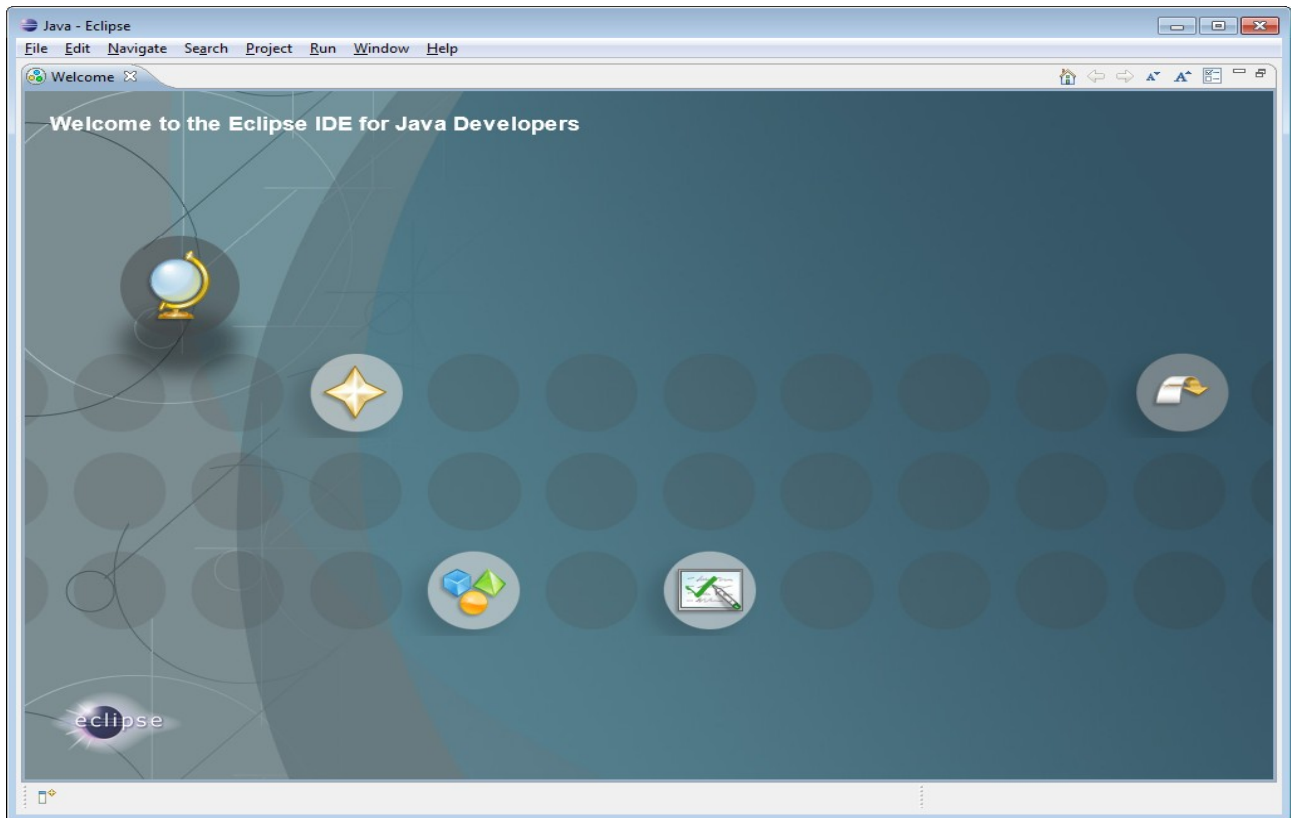 Java - Eclipse
File Edit Navigate Search Project Run Window Help
Welcome
Welcome to the Eclipse IDE for Java Developers
eclipse